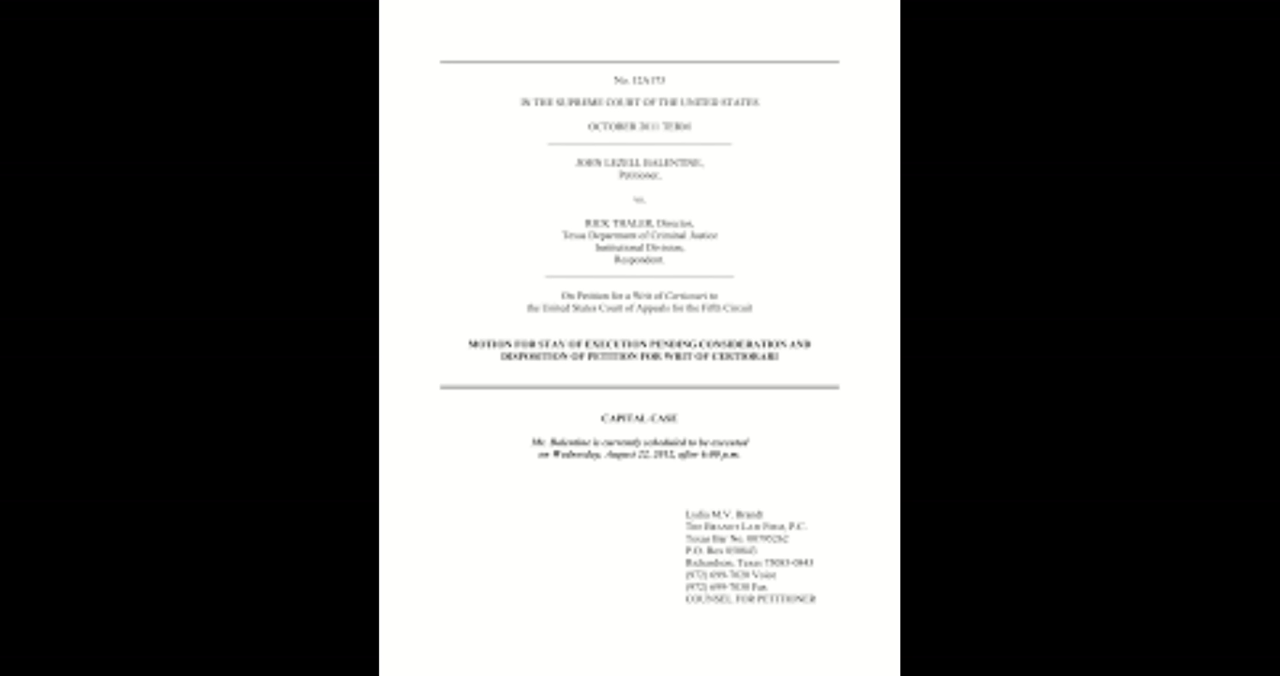 No. 12A173
IN THE SUPREME COURT OF THE UNITED STATES
OCTOBER 2011 TERM
JOHN LEZELL BALENTINE,
Petitioner,
vs.
RICK THALER, Director,
Texas Department of Criminal Justice
Institutional Division,
Respondent.
On Petition for a Writ of Certiorari to
the United States Court of Appeals for the Fifth Circuit
MOTION FOR STAY OF EXECUTION PENDING CONSIDERATION AND
DISPOSITION OF PETITION FOR WRIT OF CERTIORARI
CAPITAL CASE
Mr. Balentine is currently scheduled to be executed
on Wednesday, August 22, 2012, after 6:00 p.m.
Lydia M.V. Brandt
THE BRANDT LAW FIRM, P.C.
Texas Bar No.
P.O. Box
Richardson, Texas
(972) Voice
(972) Fax
COUNSEL FOR PETITIONER